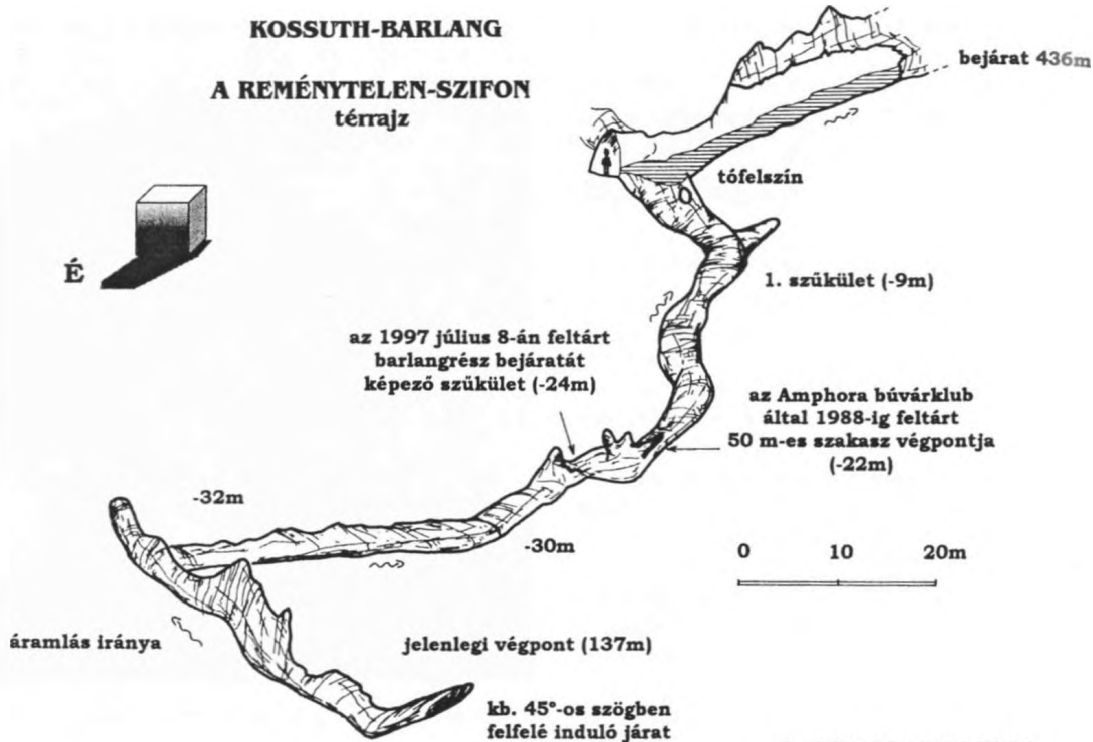 KOSSUTH-BARLANG
A REMÉNYTELEN-SZIFON
térrajz
bejárat 436m
tófelszín
É
1. szűkület (-9m)
az 1997 július 8-án feltárt
barlangrész bejáratát
képező szűkület (-24m)
az Amphora búvárklub
által 1988-ig feltárt
50 m-es szakasz végpontja
(-22m)
-32m
-30m
0 10 20m
áramlás iránya
jelenlegi végpont (137m)
kb. 45°-os szögben
felfelé induló járat